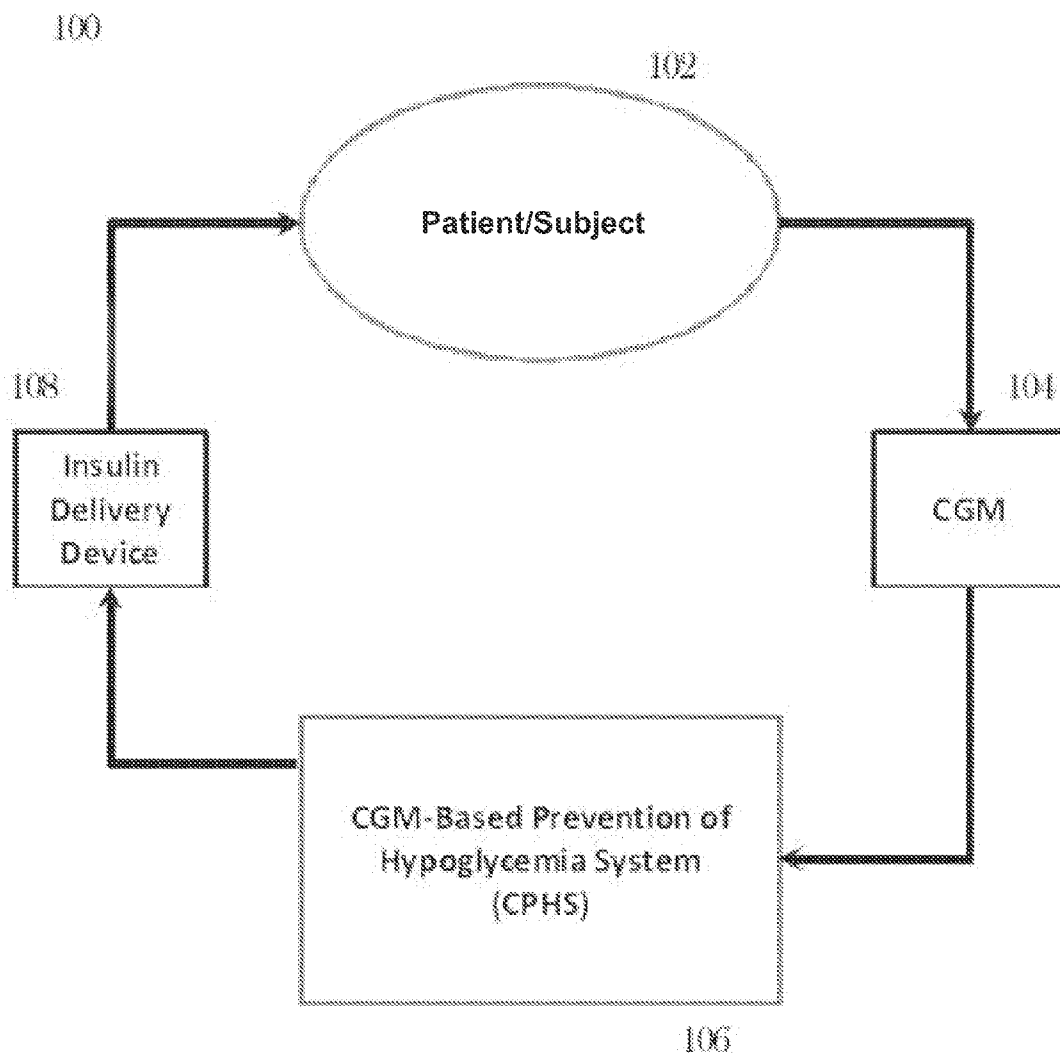 100
102
Patient/Subject
108
104
Insulin
Delivery
Device
CGM
CGM-Based Prevention of
Hypoglycemia System
(CPHS)
106